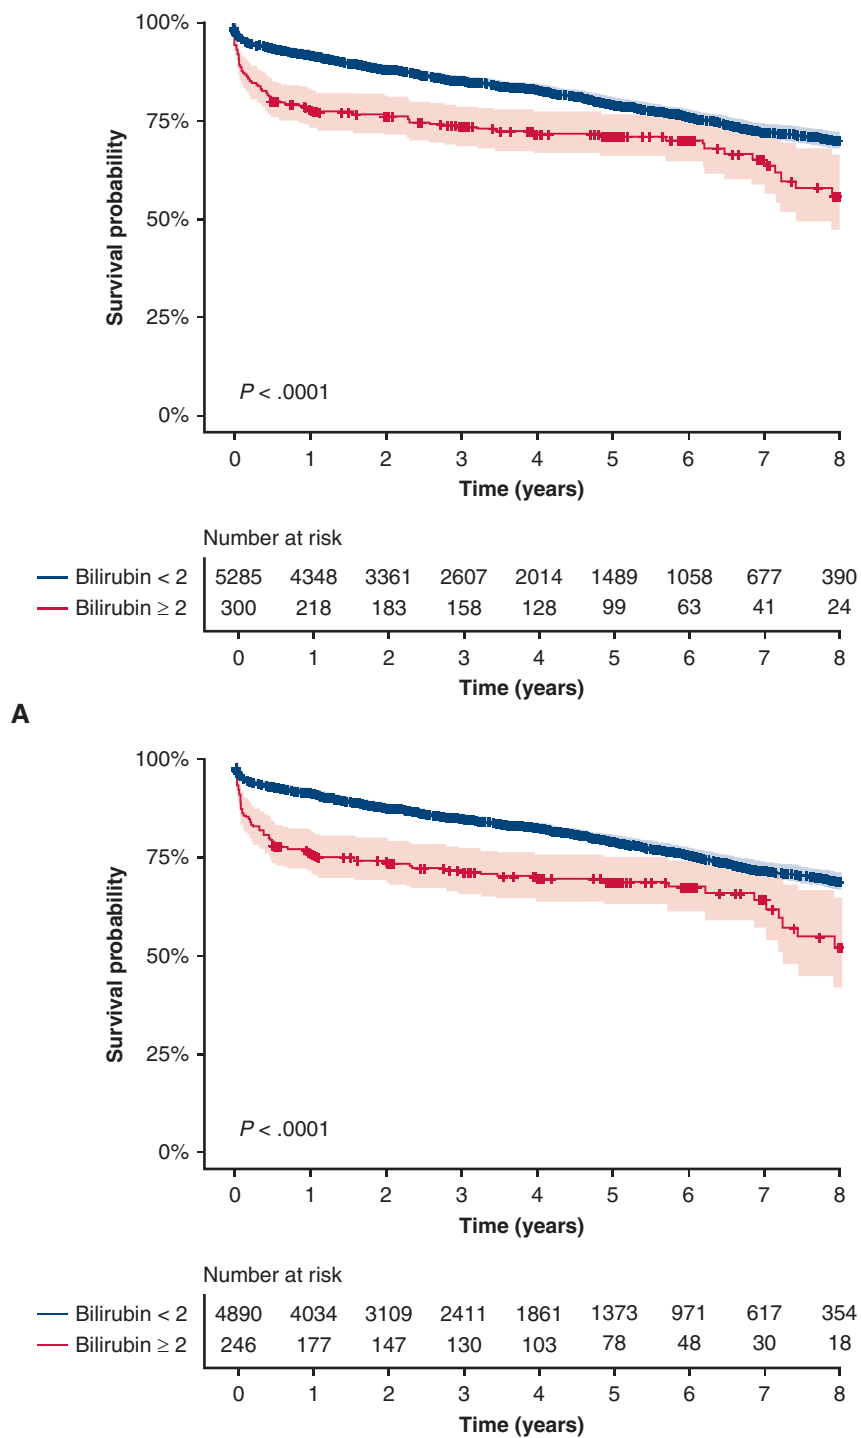 100%
75%
50%
25%
0%
Survival probability
P < .0001
0 1 2 3 4 5 6 7 8
Time (years)
Number at risk
Bilirubin < 2 5285 4348 3361 2607 2014 1489 1058 677 390
Bilirubin ≥ 2 300 218 183 158 128 99 63 41 24
0 1 2 3 4 5 6 7 8
Time (years)
A
100%
75%
50%
25%
0%
Survival probability
P < .0001
0 1 2 3 4 5 6 7 8
Time (years)
Number at risk
Bilirubin < 2 4890 4034 3109 2411 1861 1373 971 617 354
Bilirubin ≥ 2 246 177 147 130 103 78 48 30 18
0 1 2 3 4 5 6 7 8
Time (years)